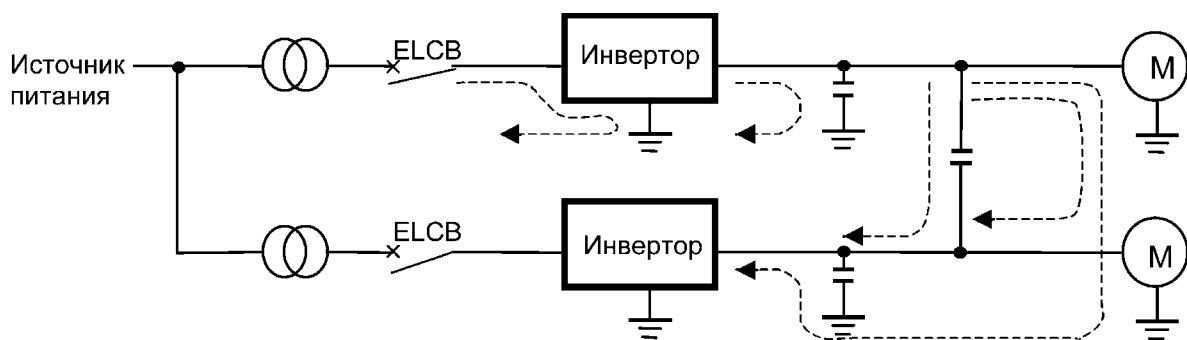 ELCB
Инвертор
Источник
питания
M
ELCB
Инвертор
M